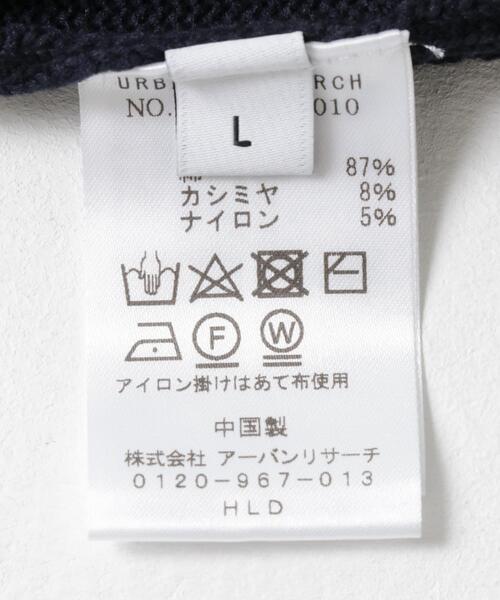 URB RCH
NO. 010
L
87%
カシミヤ 8%
ナイロン 5%
F W
アイロン掛けはあて布使用
中国製
株式会社 アーバンリサーチ
0120-967-013
HLD